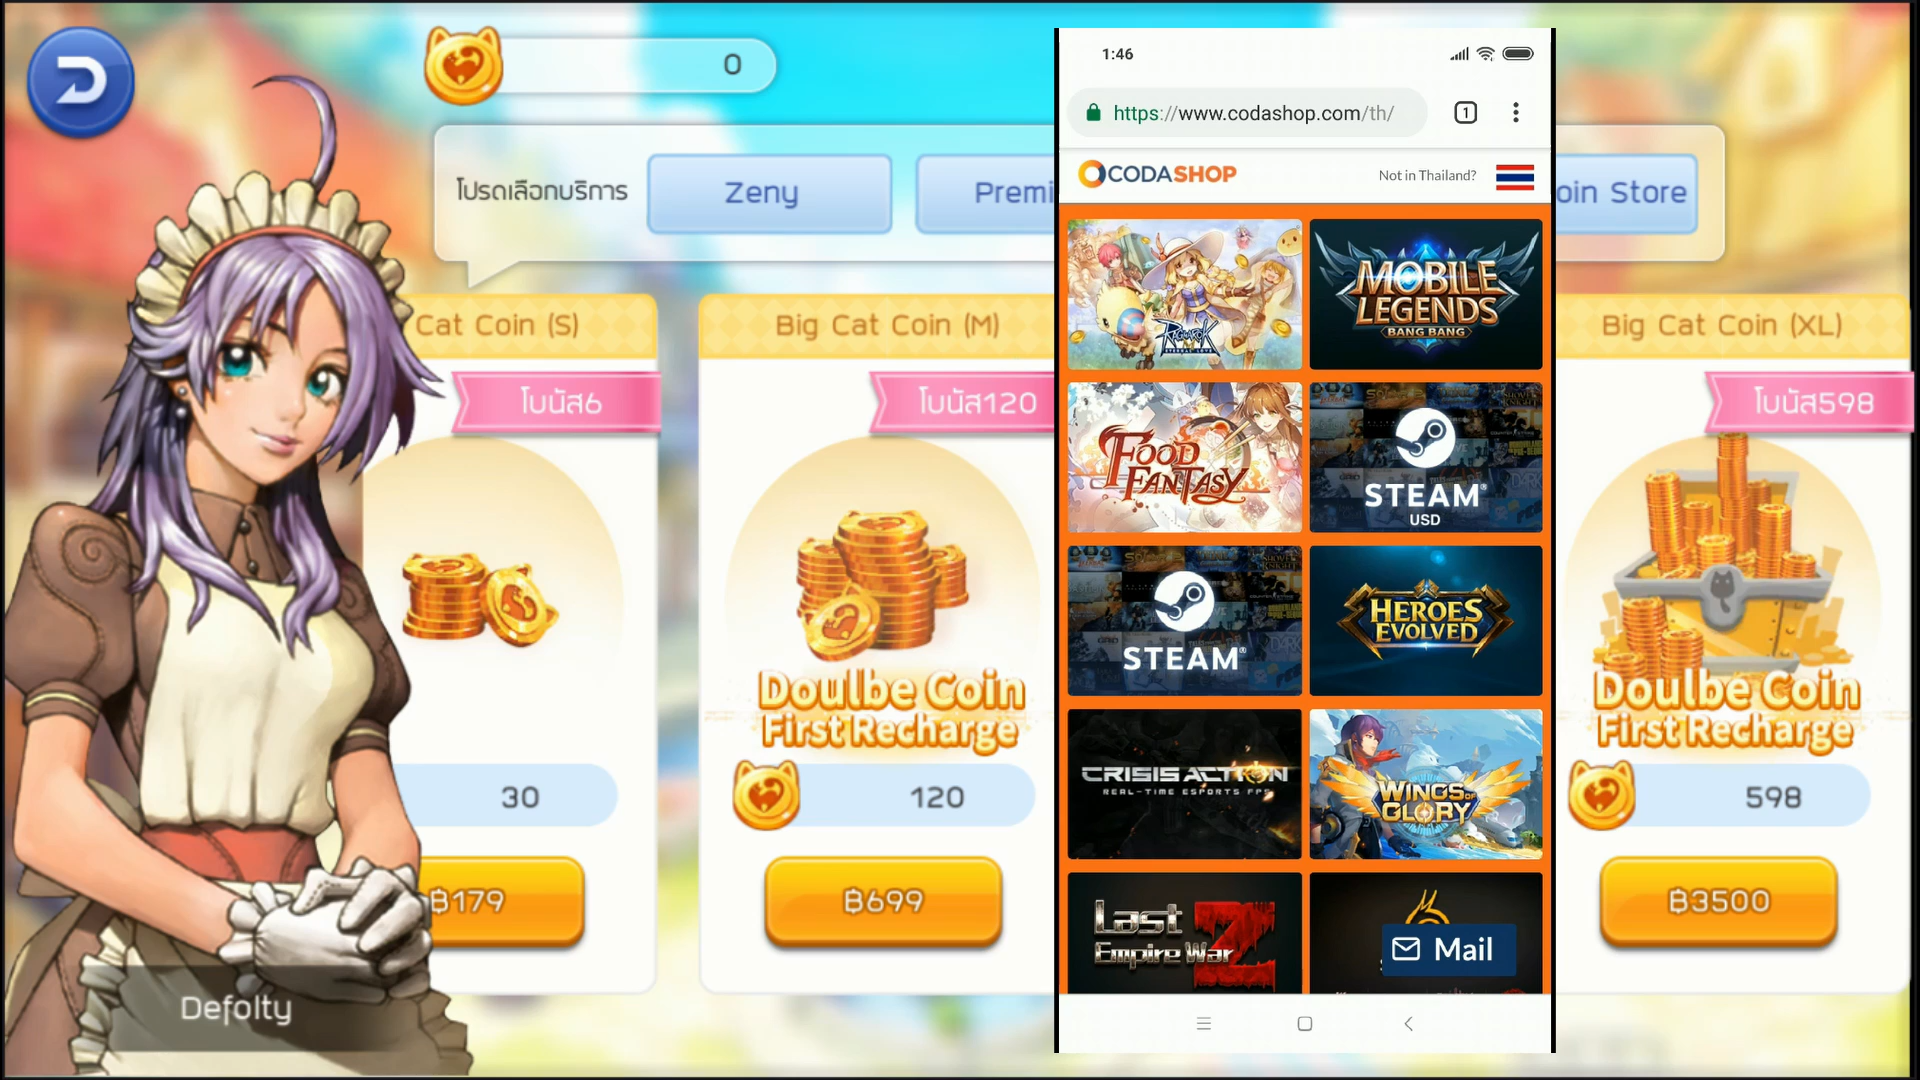 0
โปรดเลือกบริการ
Zeny
Premi
oin Store
Cat Coin (S)
โบนัส6
30
฿179
Big Cat Coin (M)
โบนัส120
Doulbe Coin
First Recharge
120
฿699
Big Cat Coin (XL)
โบนัส598
Doulbe Coin
First Recharge
598
฿3500
Defolty
1:46
https://www.codashop.com/th/
1
CODASHOP
Not in Thailand?
RAGNAROK M
ETERNAL LOVE
MOBILE
LEGENDS
BANG BANG
FOOD
FANTASY
STEAM®
USD
STEAM®
HEROES
EVOLVED
CRISIS ACTION
REAL-TIME ESPORTS FPS
WINGS OF
GLORY
Last
Empire War
Z
Mail